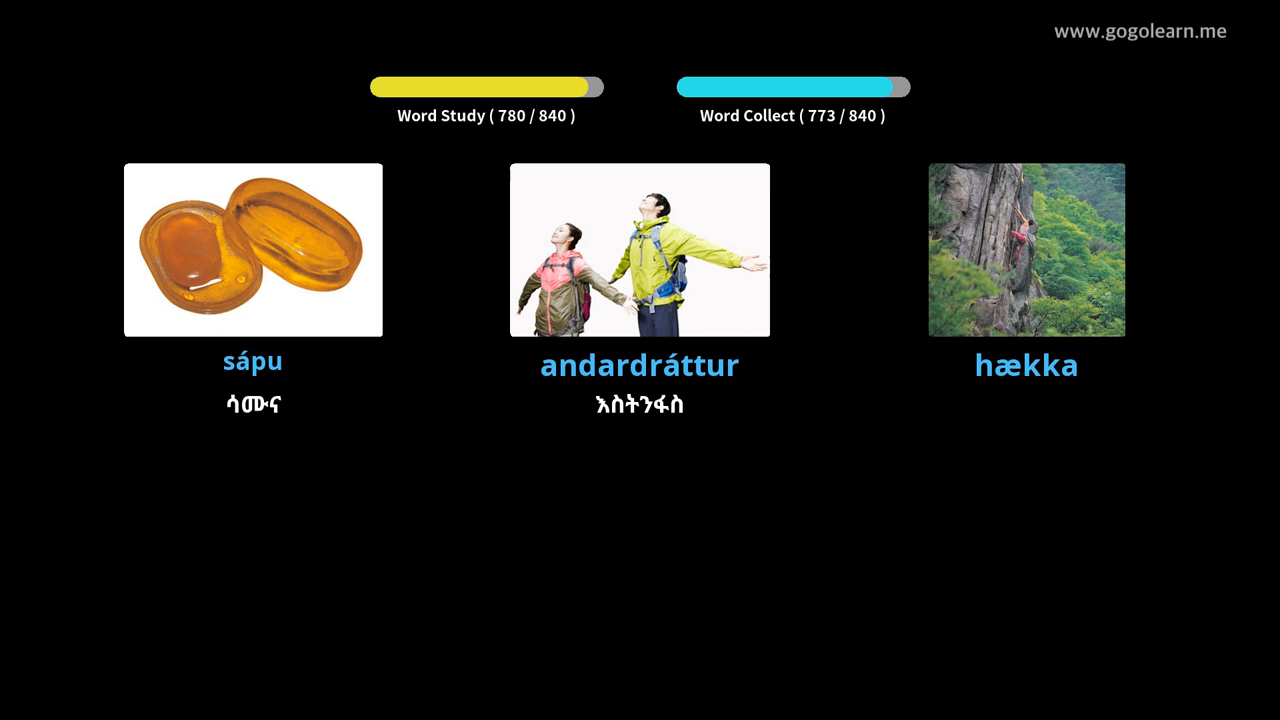 www.gogolearn.me
Word Study ( 780 / 840 )
Word Collect ( 773 / 840 )
sápu
ሳሙና
andardráttur
እስትንፋስ
hækka